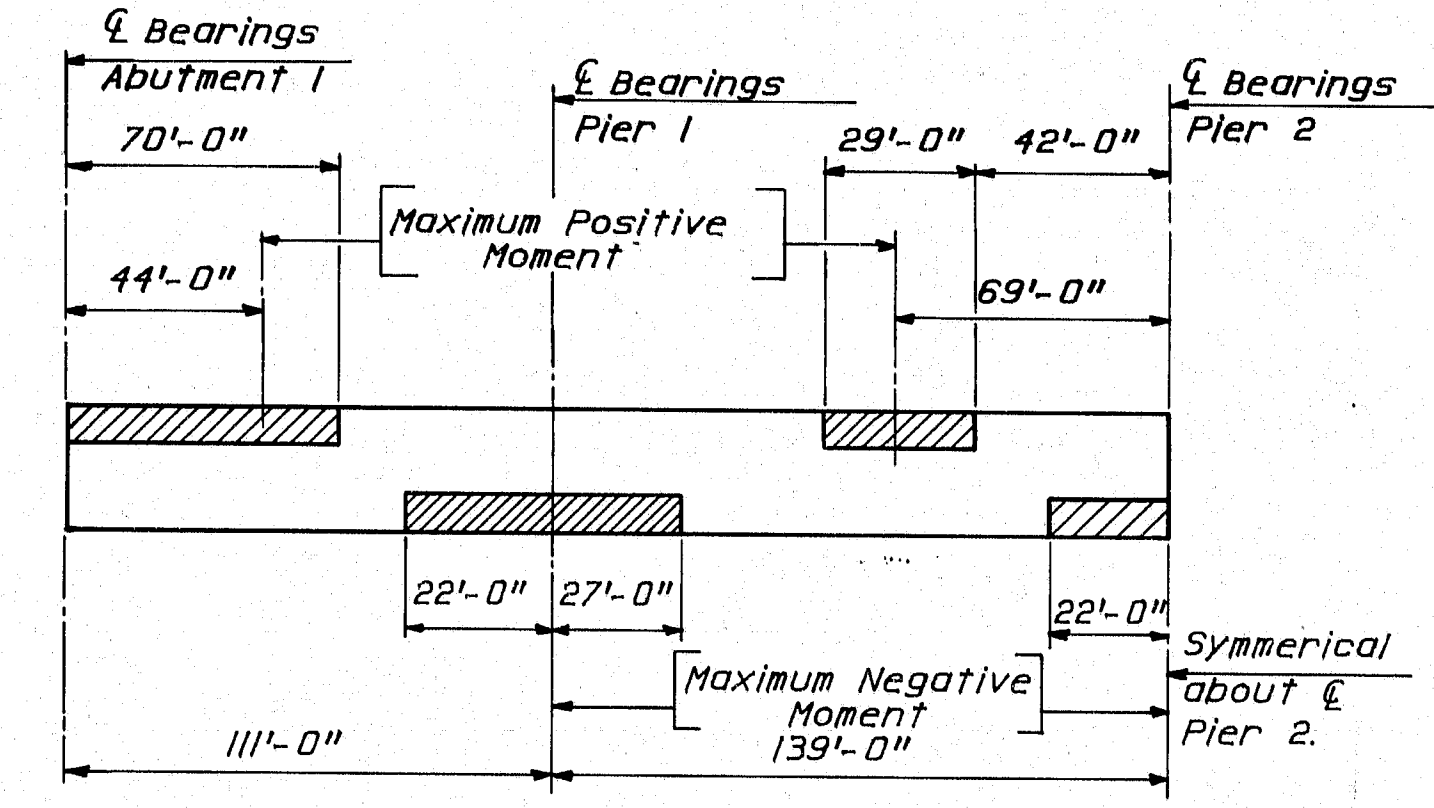 ℄ Bearings
Abutment 1
℄ Bearings
Pier 1
℄ Bearings
Pier 2
70'-0"
29'-0"
42'-0"
Maximum Positive
Moment
44'-0"
69'-0"
22'-0"
27'-0"
22'-0"
Maximum Negative
Moment
Symmerical
about ℄
Pier 2.
111'-0"
139'-0"